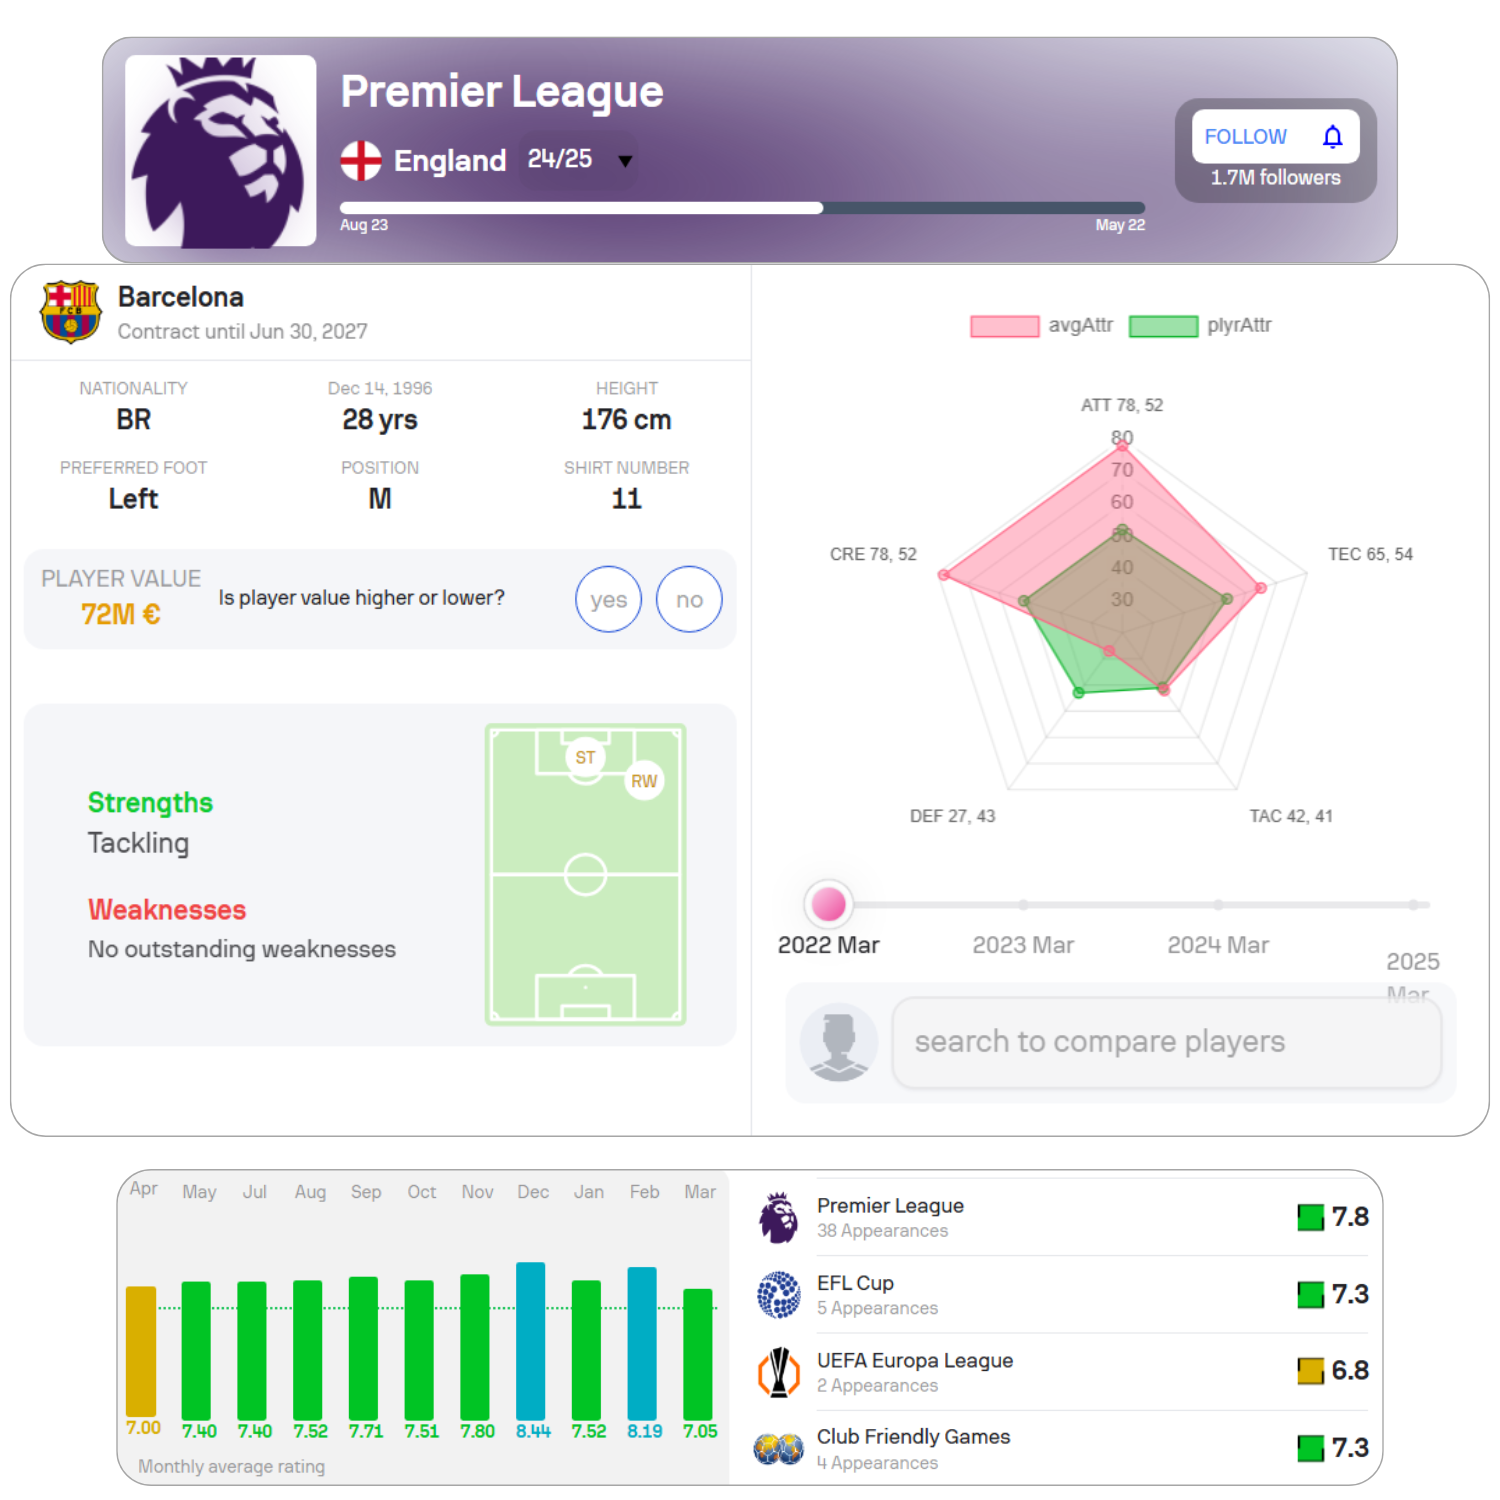 Premier League
England 24/25
Aug 23
May 22
FOLLOW
1.7M followers
FCB
Barcelona
Contract until Jun 30, 2027
NATIONALITY
BR
Dec 14, 1996
28 yrs
HEIGHT
176 cm
PREFERRED FOOT
Left
POSITION
M
SHIRT NUMBER
11
PLAYER VALUE
72M €
Is player value higher or lower?
yes
no
Strengths
Tackling
Weaknesses
No outstanding weaknesses
ST
RW
avgAttr
plyrAttr
ATT 78, 52
80
70
60
50
40
30
CRE 78, 52
TEC 65, 54
DEF 27, 43
TAC 42, 41
2022 Mar
2023 Mar
2024 Mar
2025
Mar
search to compare players
Apr May Jul Aug Sep Oct Nov Dec Jan Feb Mar
7.00 7.40 7.40 7.52 7.71 7.51 7.80 8.44 7.52 8.19 7.05
Monthly average rating
Premier League
38 Appearances
7.8
EFL Cup
5 Appearances
7.3
UEFA Europa League
2 Appearances
6.8
Club Friendly Games
4 Appearances
7.3